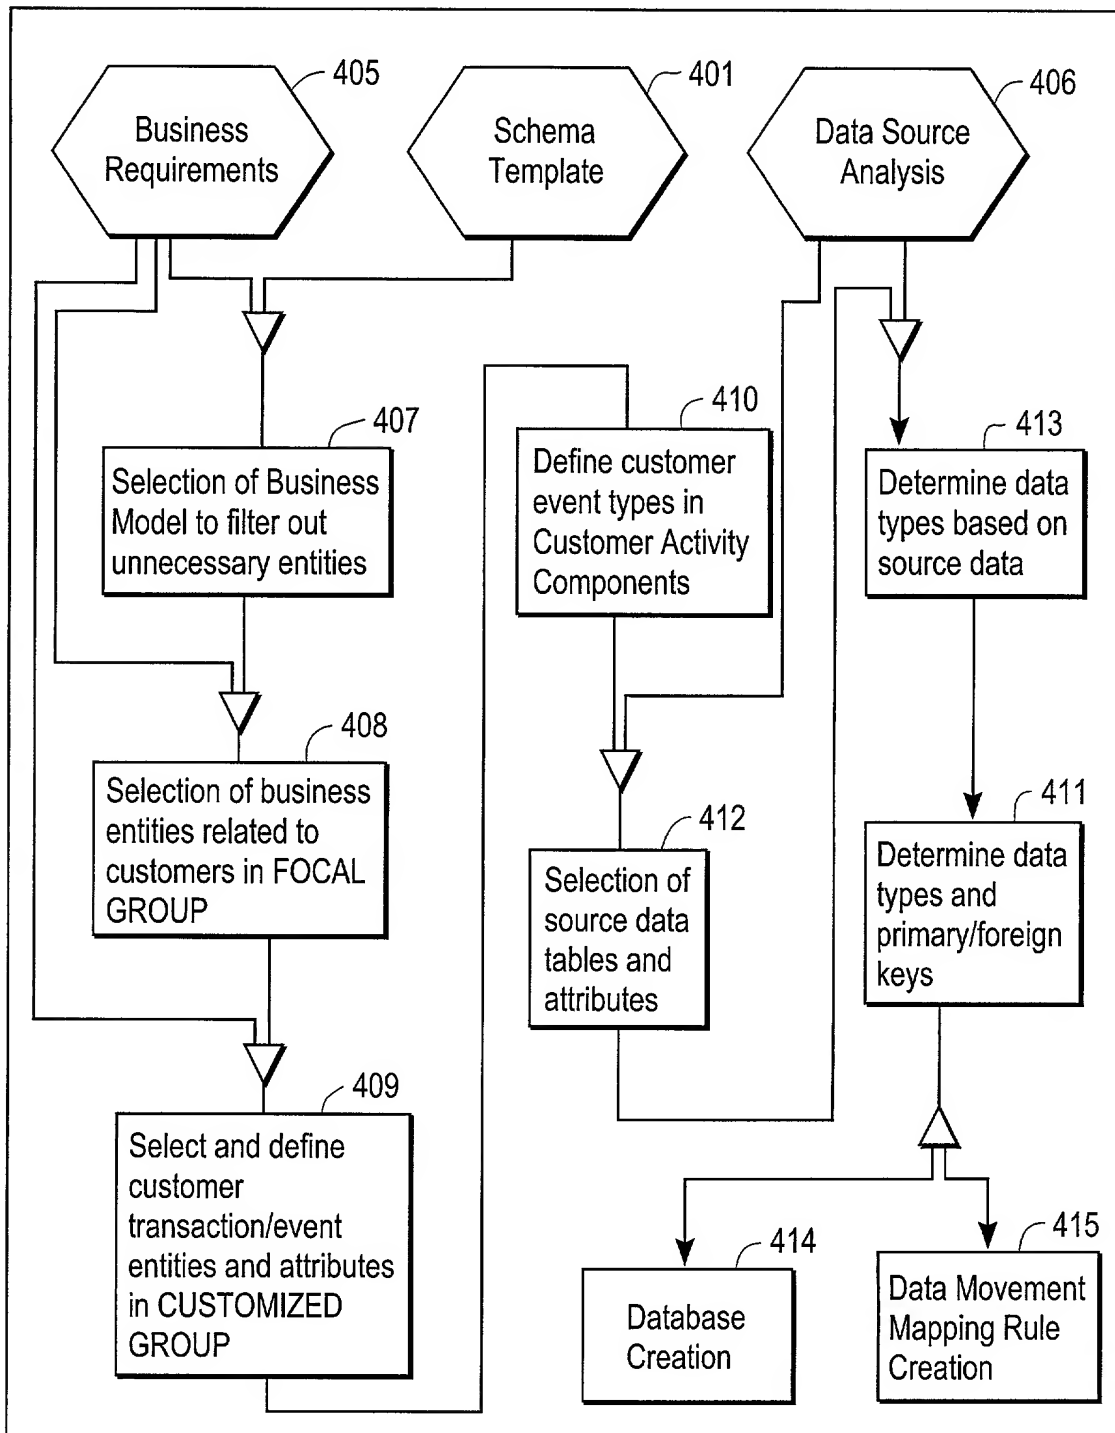 405
Business
Requirements
401
Schema
Template
406
Data Source
Analysis
407
Selection of Business
Model to filter out
unnecessary entities
408
Selection of business
entities related to
customers in FOCAL
GROUP
409
Select and define
customer
transaction/event
entities and attributes
in CUSTOMIZED
GROUP
410
Define customer
event types in
Customer Activity
Components
412
Selection of
source data
tables and
attributes
413
Determine data
types based on
source data
411
Determine data
types and
primary/foreign
keys
414
Database
Creation
415
Data Movement
Mapping Rule
Creation